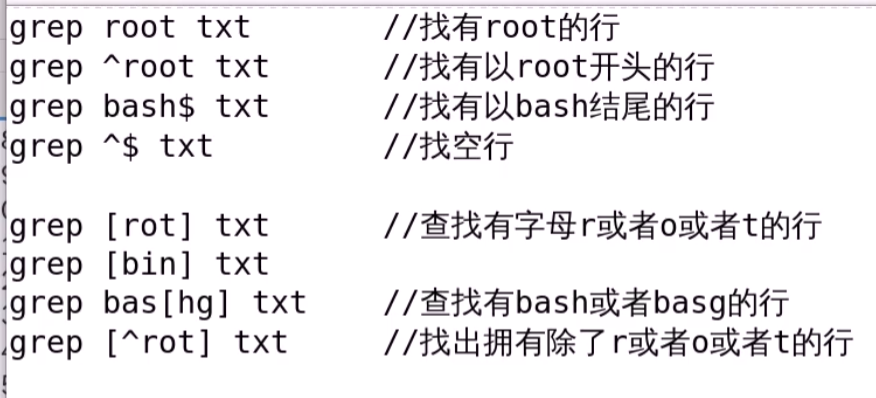 grep root txt //找有root的行
grep ^root txt //找有以root开头的行
grep bash$ txt //找有以bash结尾的行
grep ^$ txt //找空行
grep [rot] txt //查找有字母r或者o或者t的行
grep [bin] txt
grep bas[hg] txt //查找有bash或者basg的行
grep [^rot] txt //找出拥有除了r或者o或者t的行